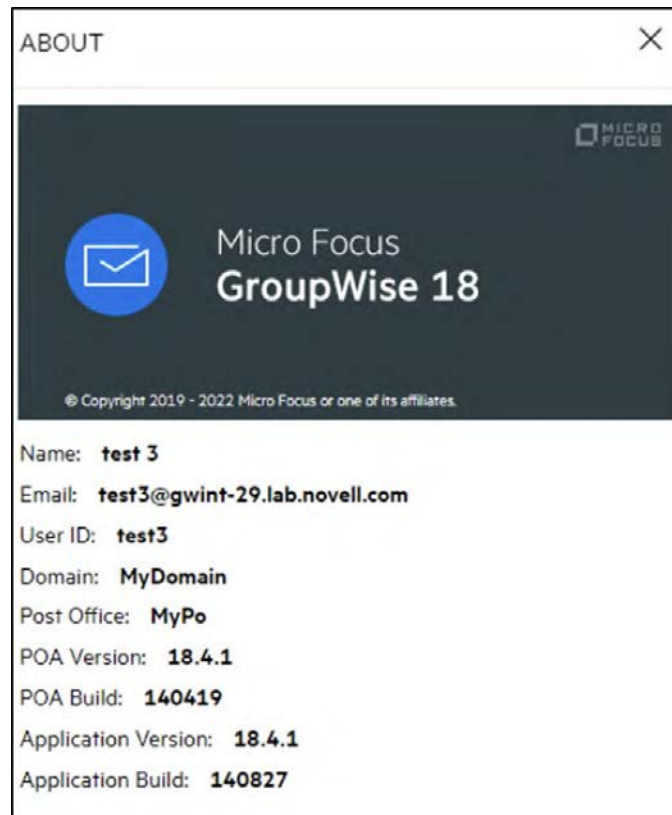 ABOUT
MICRO
FOCUS
Micro Focus
GroupWise 18
© Copyright 2019 - 2022 Micro Focus or one of its affiliates.
Name: test 3
Email: test3@gwint-29.lab.novell.com
User ID: test3
Domain: MyDomain
Post Office: MyPo
POA Version: 18.4.1
POA Build: 140419
Application Version: 18.4.1
Application Build: 140827